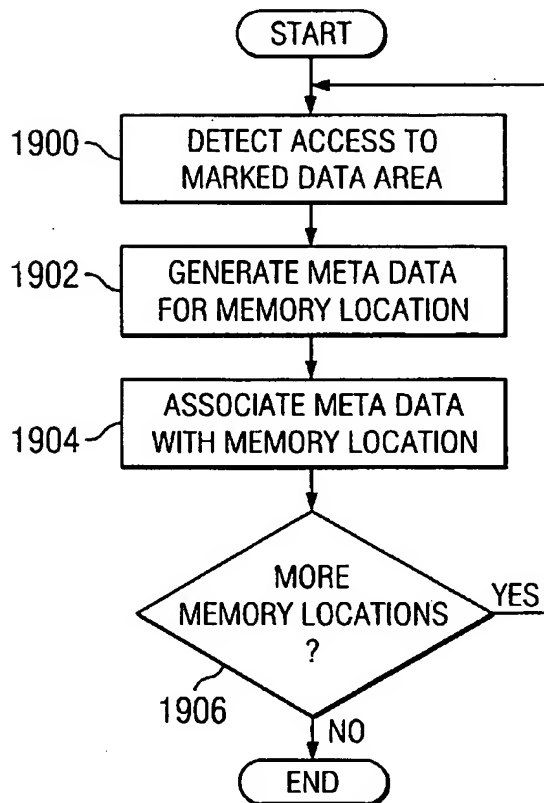 START
1900
DETECT ACCESS TO
MARKED DATA AREA
1902
GENERATE META DATA
FOR MEMORY LOCATION
1904
ASSOCIATE META DATA
WITH MEMORY LOCATION
MORE
MEMORY LOCATIONS
?
YES
1906
NO
END